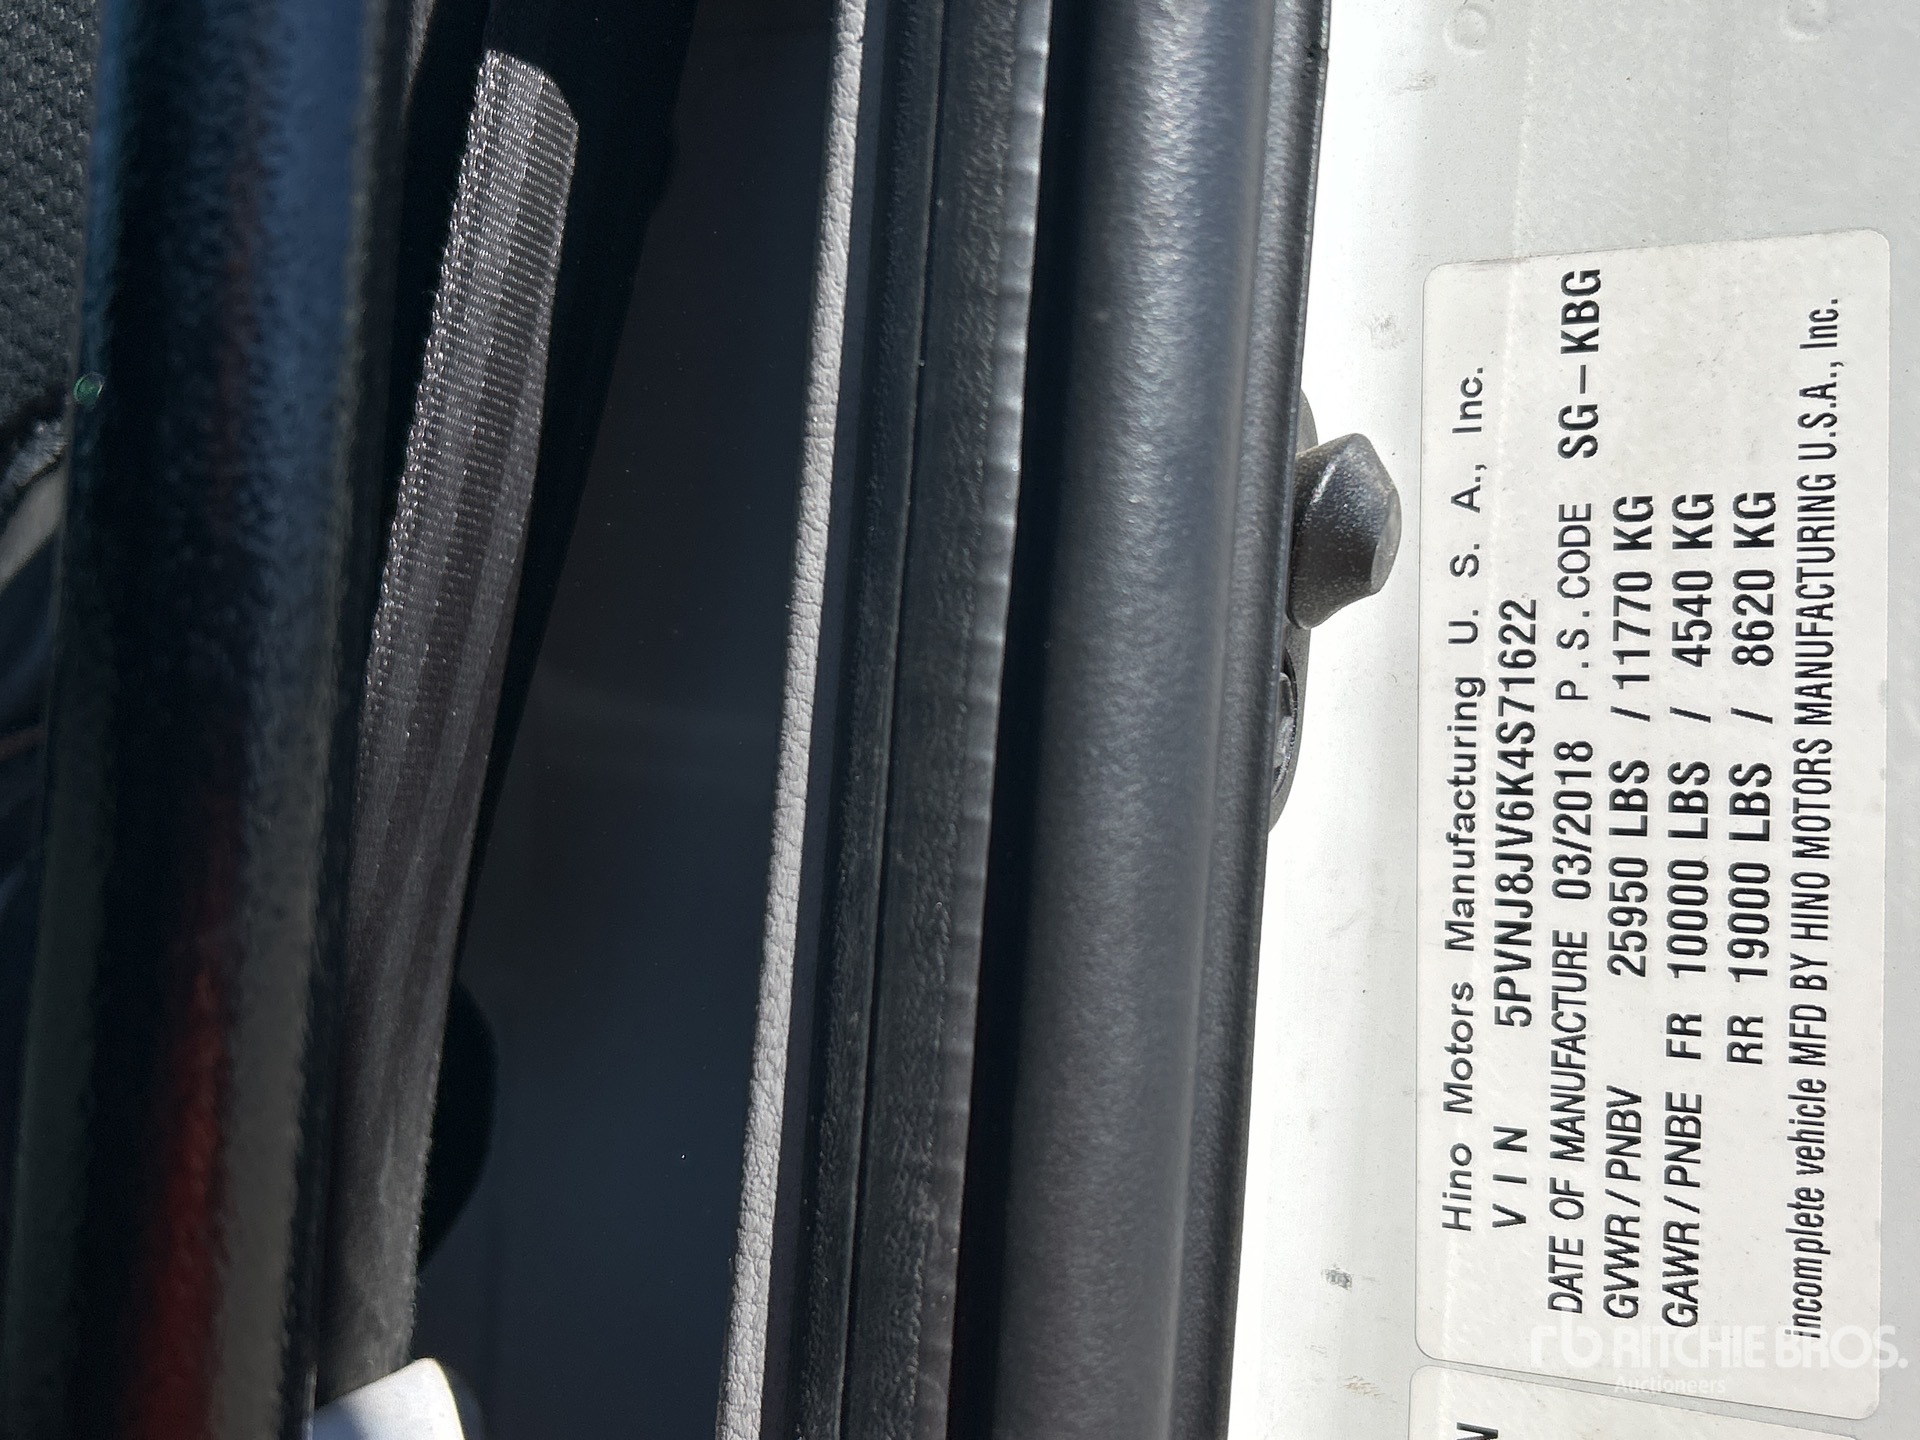 Hino Motors Manufacturing U. S. A., Inc.
VIN 5PVNJ8JV6K4S71622
DATE OF MANUFACTURE 03/2018 P.S.CODE SG-KBG
GVWR/PNBV 25950 LBS /11770 KG
GAWR/PNBE FR 10000 LBS / 4540 KG
RR 19000 LBS / 8620 KG
incomplete vehicle MFD BY HINO MOTORS MANUFACTURING U.S.A., Inc.
rb RITCHIE BROS.
Auctioneers
N